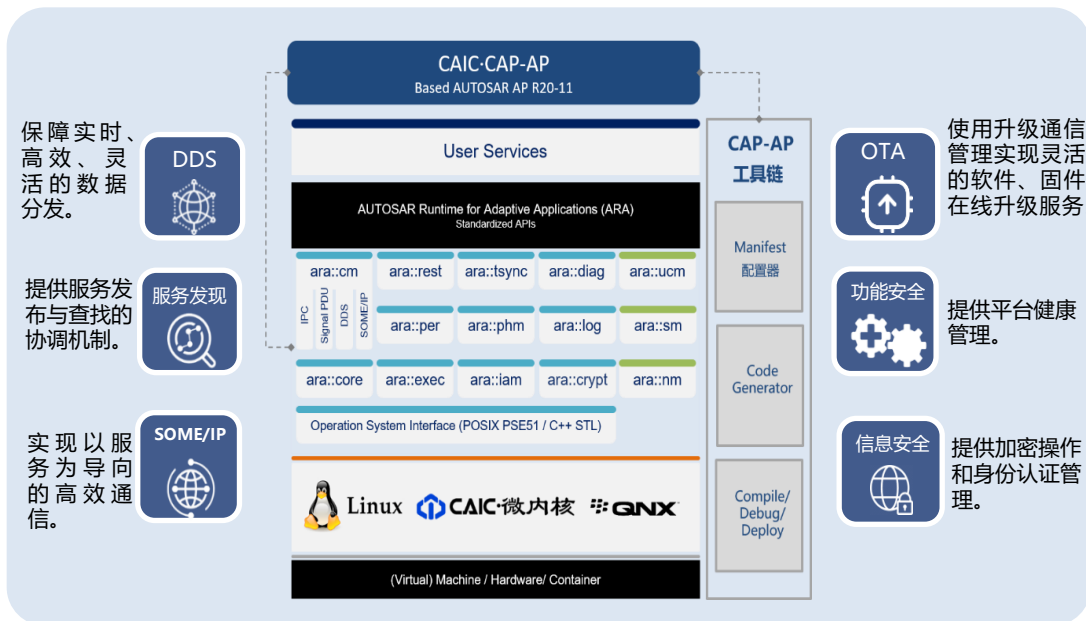 CAIC·CAP-AP
Based AUTOSAR AP R20-11
保障实时、
高效、灵
活的数据
分发。
DDS
提供服务发
布与查找的
协调机制。
服务发现
实现以服
务为导向
的高效通
信。
SOME/IP
User Services
AUTOSAR Runtime for Adaptive Applications (ARA)
Standardized APIs
ara::cm
ara::rest
ara::tsync
ara::diag
ara::ucm
IPC
Signal PDU
DDS
SOME/IP
ara::per
ara::phm
ara::log
ara::sm
ara::core
ara::exec
ara::iam
ara::crypt
ara::nm
Operation System Interface (POSIX PSE51 / C++ STL)
Linux
CAIC·微内核
QNX
(Virtual) Machine / Hardware/ Container
CAP-AP
工具链
Manifest
配置器
Code
Generator
Compile/
Debug/
Deploy
OTA
使用升级通信
管理实现灵活
的软件、固件
在线升级服务
功能安全
提供平台健康
管理。
信息安全
提供加密操作
和身份认证管
理。